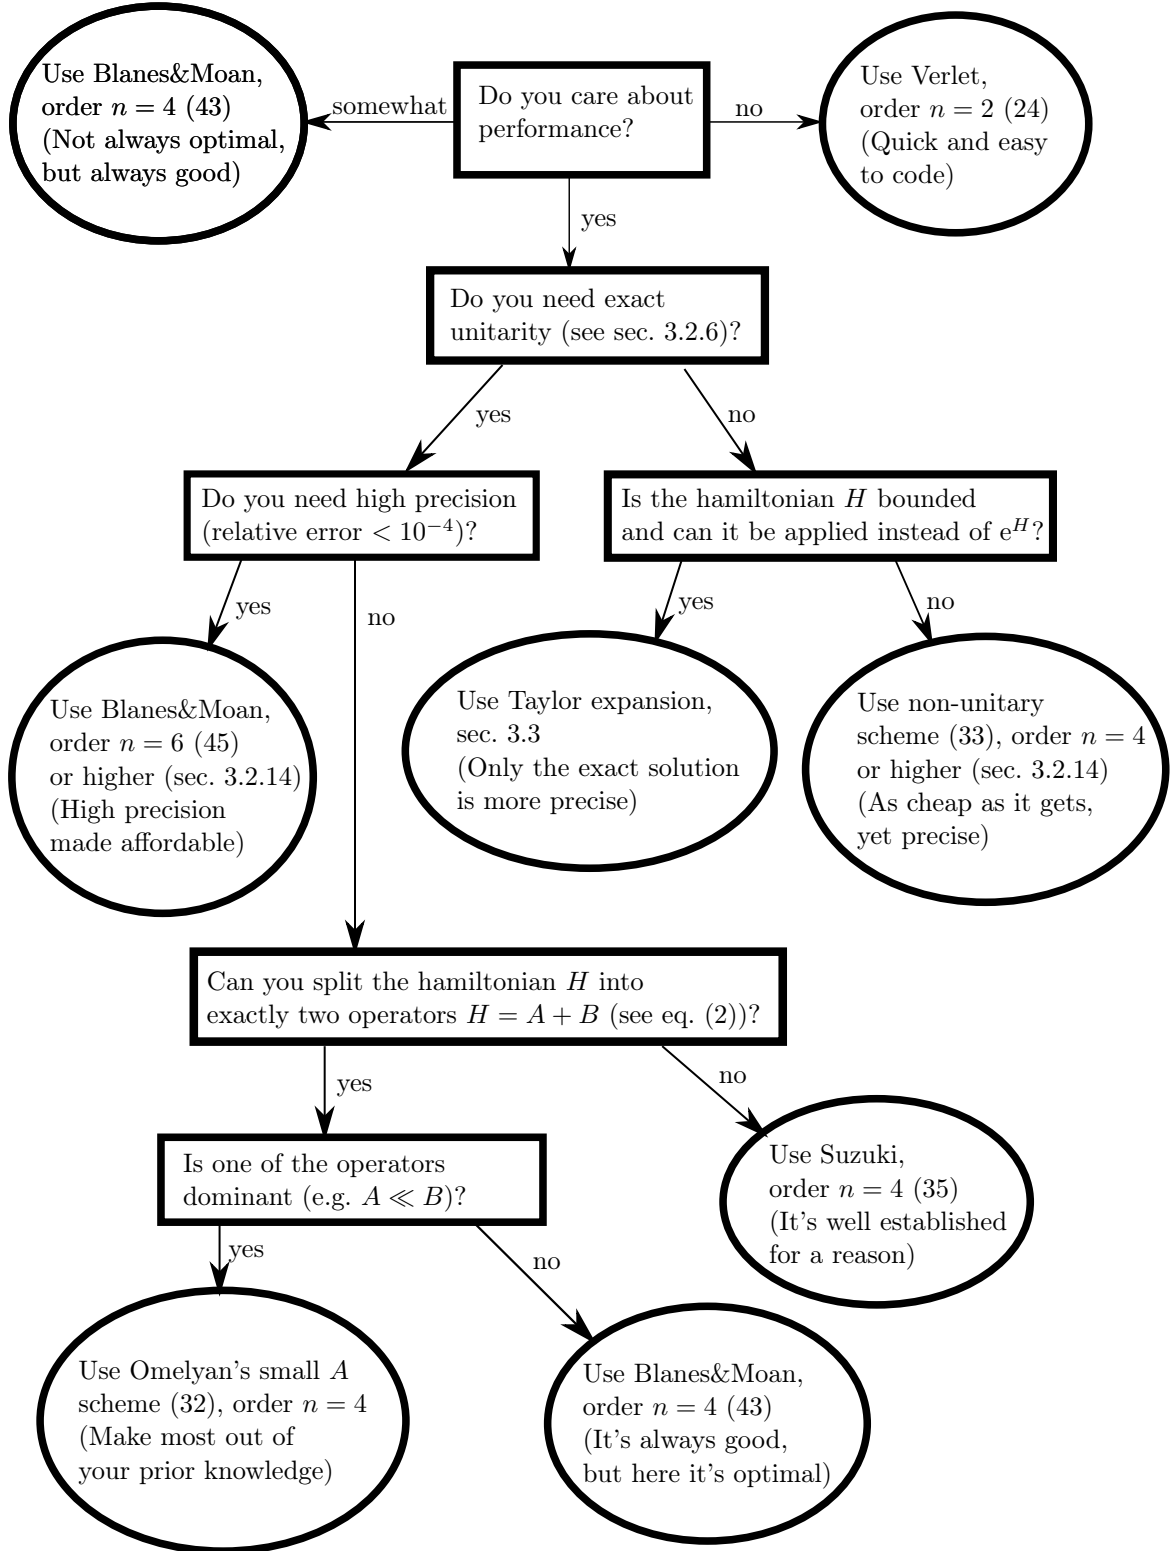 Use Blanes&Moan,
order n = 4 (43)
(Not always optimal,
but always good)
somewhat
Do you care about
performance?
no
Use Verlet,
order n = 2 (24)
(Quick and easy
to code)
yes
Do you need exact
unitarity (see sec. 3.2.6)?
yes
no
Do you need high precision
(relative error < 10⁻⁴)?
Is the hamiltonian H bounded
and can it be applied instead of eᴴ?
yes
no
yes
no
Use Blanes&Moan,
order n = 6 (45)
or higher (sec. 3.2.14)
(High precision
made affordable)
Use Taylor expansion,
sec. 3.3
(Only the exact solution
is more precise)
Use non-unitary
scheme (33), order n = 4
or higher (sec. 3.2.14)
(As cheap as it gets,
yet precise)
Can you split the hamiltonian H into
exactly two operators H = A + B (see eq. (2))?
yes
no
Is one of the operators
dominant (e.g. A ≪ B)?
Use Suzuki,
order n = 4 (35)
(It's well established
for a reason)
yes
no
Use Omelyan's small A
scheme (32), order n = 4
(Make most out of
your prior knowledge)
Use Blanes&Moan,
order n = 4 (43)
(It's always good,
but here it's optimal)